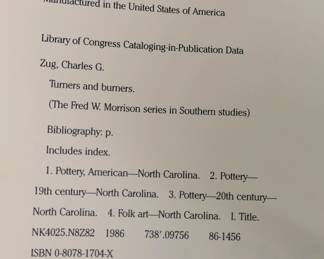 Manufactured in the United States of America
Library of Congress Cataloging-in-Publication Data
Zug, Charles G.
Turners and burners.
(The Fred W. Morrison series in Southern studies)
Bibliography: p.
Includes index.
1. Pottery, American—North Carolina. 2. Pottery—
19th century—North Carolina. 3. Pottery—20th century—
North Carolina. 4. Folk art—North Carolina. I. Title.
NK4025.N8Z82 1986 738'.09756 86-1456
ISBN 0-8078-1704-X